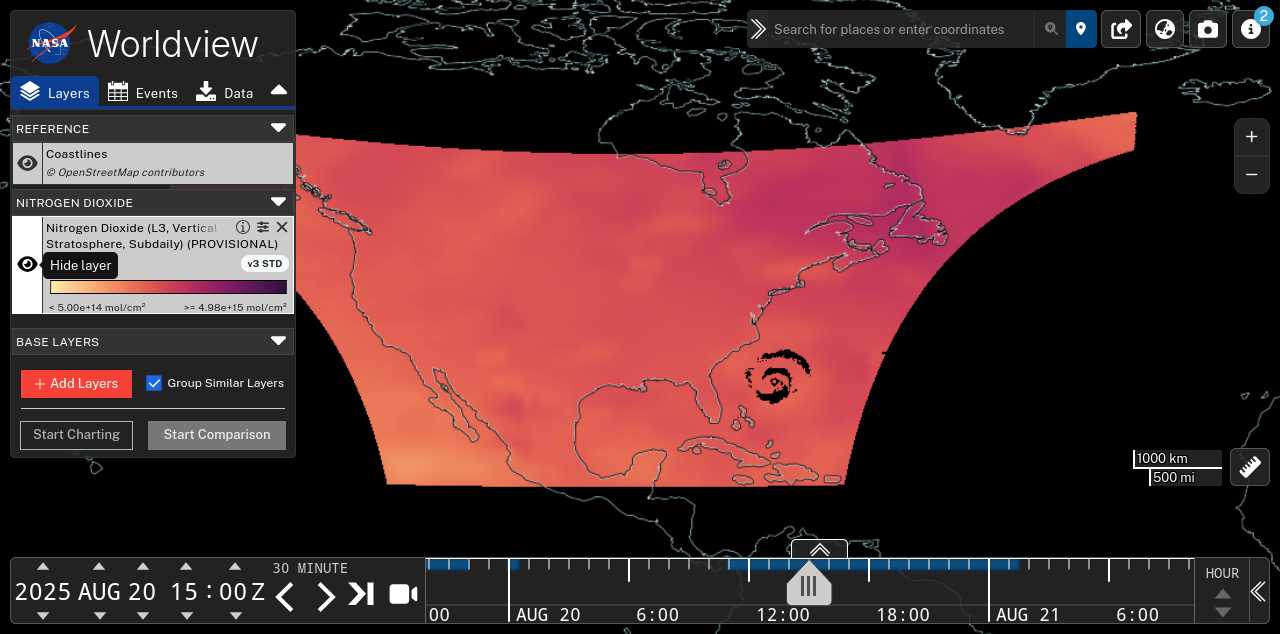 NASA
Worldview
Layers
Events
Data
REFERENCE
Coastlines
© OpenStreetMap contributors
NITROGEN DIOXIDE
Nitrogen Dioxide (L3, Vertical
Stratosphere, Subdaily) (PROVISIONAL)
Hide layer
v3 STD
< 5.00e+14 mol/cm²
>= 4.98e+15 mol/cm²
BASE LAYERS
+ Add Layers
Group Similar Layers
Start Charting
Start Comparison
Search for places or enter coordinates
2
+
−
1000 km
500 mi
2025 AUG 20 15 : 00 Z
30 MINUTE
00
AUG 20
6:00
12:00
18:00
AUG 21
6:00
HOUR